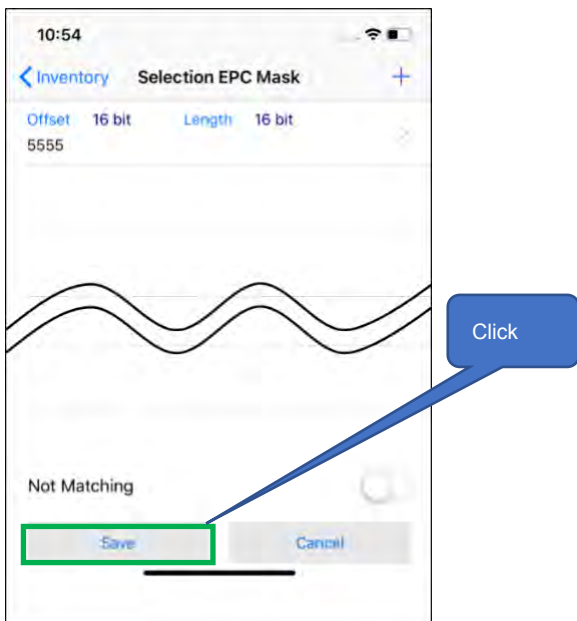 10:54
Inventory Selection EPC Mask +
Offset 16 bit Length 16 bit
5555
Click
Not Matching
Save Cancel